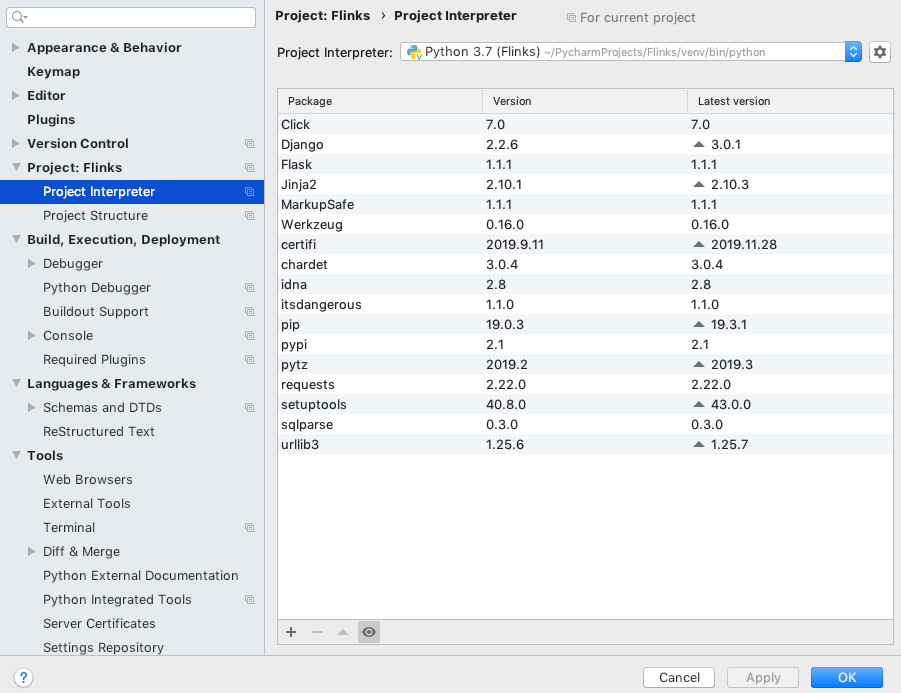 Project: Flinks › Project Interpreter
For current project
Appearance & Behavior
Keymap
Editor
Plugins
Version Control
Project: Flinks
Project Interpreter
Project Structure
Build, Execution, Deployment
Debugger
Python Debugger
Buildout Support
Console
Required Plugins
Languages & Frameworks
Schemas and DTDs
ReStructured Text
Tools
Web Browsers
External Tools
Terminal
Diff & Merge
Python External Documentation
Python Integrated Tools
Server Certificates
Settings Repository
Project Interpreter: Python 3.7 (Flinks) ~/PycharmProjects/Flinks/venv/bin/python
Package Version Latest version
Click 7.0 7.0
Django 2.2.6 3.0.1
Flask 1.1.1 1.1.1
Jinja2 2.10.1 2.10.3
MarkupSafe 1.1.1 1.1.1
Werkzeug 0.16.0 0.16.0
certifi 2019.9.11 2019.11.28
chardet 3.0.4 3.0.4
idna 2.8 2.8
itsdangerous 1.1.0 1.1.0
pip 19.0.3 19.3.1
pypi 2.1 2.1
pytz 2019.2 2019.3
requests 2.22.0 2.22.0
setuptools 40.8.0 43.0.0
sqlparse 0.3.0 0.3.0
urllib3 1.25.6 1.25.7
? Cancel Apply OK